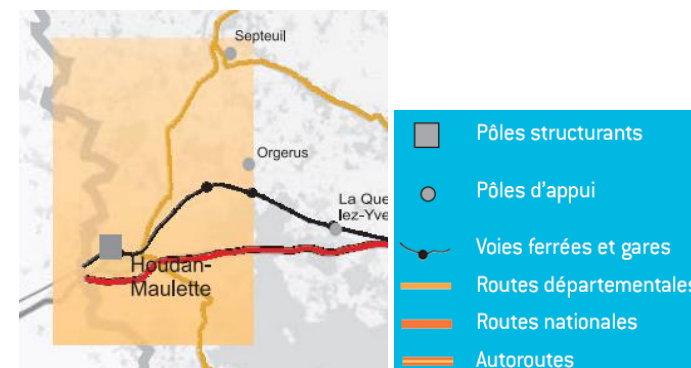 Septeuil
Orgerus
La Que
lez-Yve
Houdan-
Maulette
Pôles structurants
Pôles d'appui
Voies ferrées et gares
Routes départementales
Routes nationales
Autoroutes